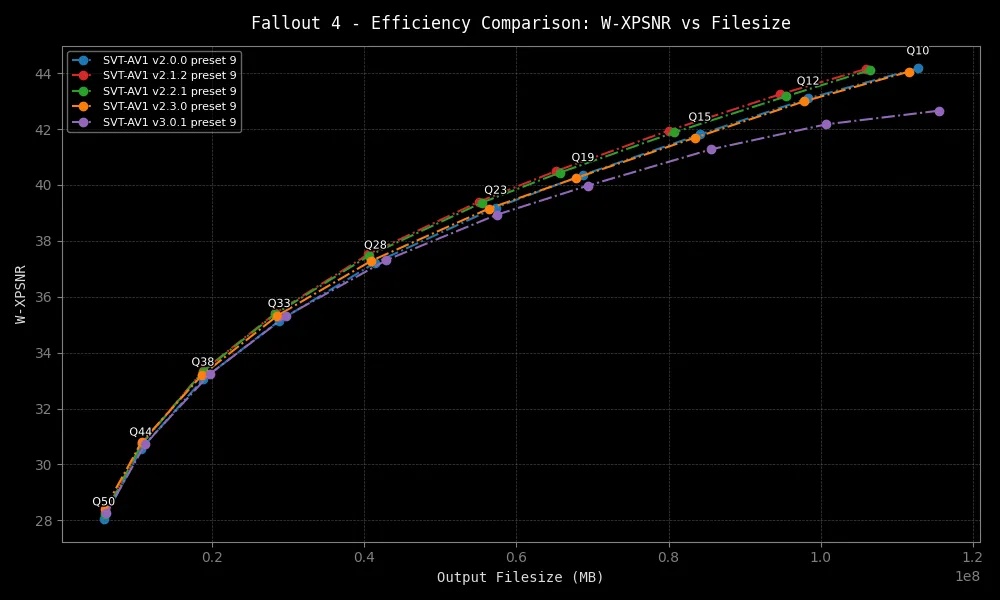 Fallout 4 - Efficiency Comparison: W-XPSNR vs Filesize
SVT-AV1 v2.0.0 preset 9
SVT-AV1 v2.1.2 preset 9
SVT-AV1 v2.2.1 preset 9
SVT-AV1 v2.3.0 preset 9
SVT-AV1 v3.0.1 preset 9
Q10
Q12
Q15
Q19
Q23
Q28
Q33
Q38
Q44
Q50
44
42
40
38
36
34
32
30
28
W-XPSNR
0.2 0.4 0.6 0.8 1.0 1.2
1e8
Output Filesize (MB)